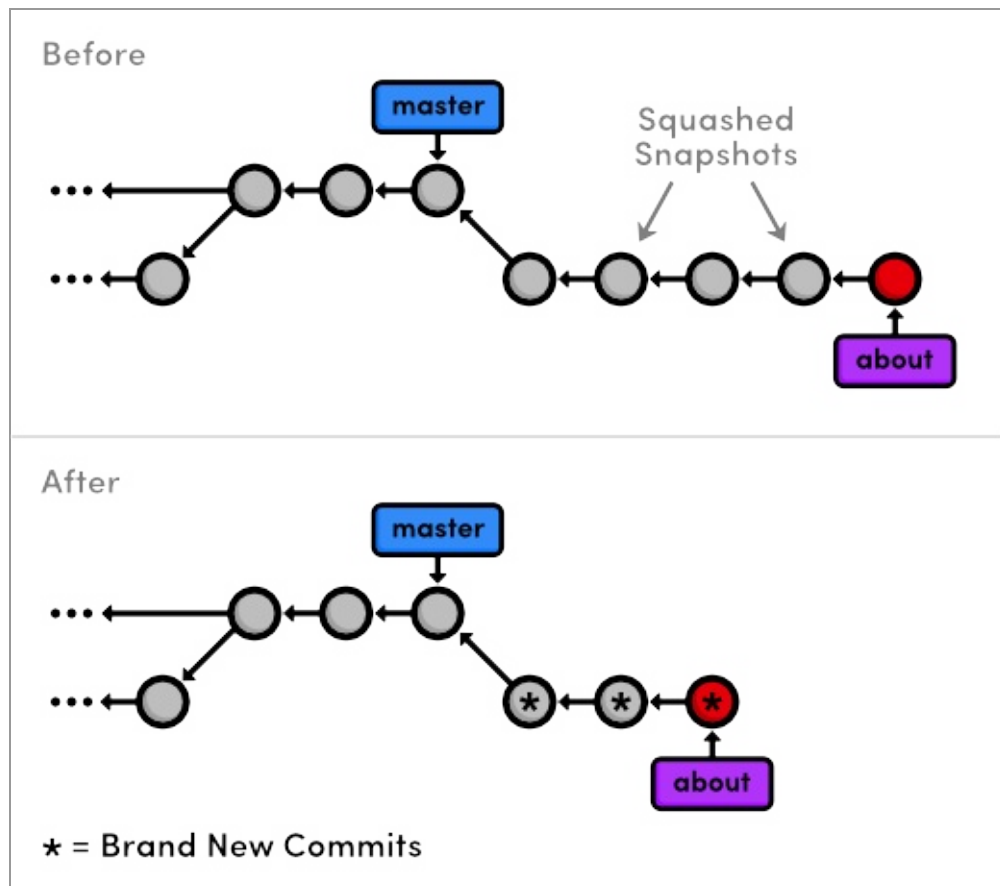 Before
master
Squashed
Snapshots
about
After
master
* *  *
about
* = Brand New Commits